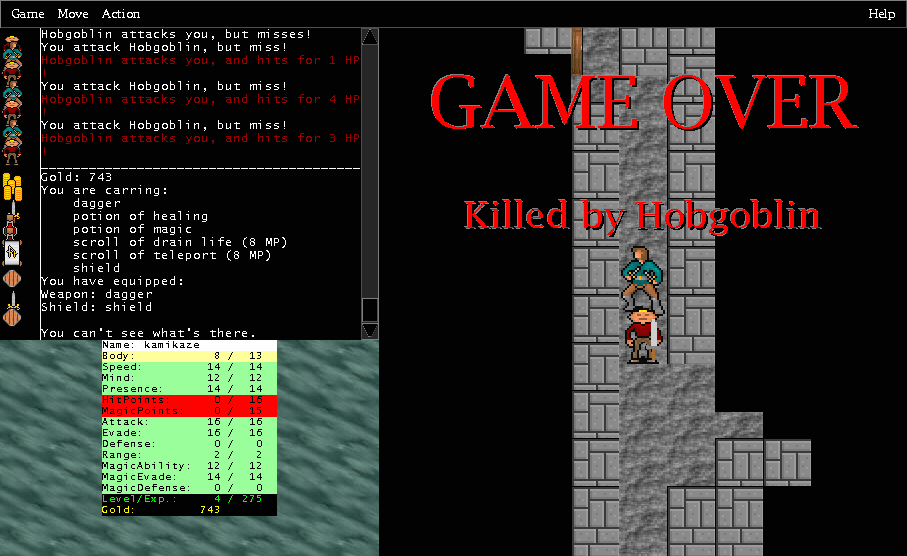 Game Move Action Help
Hobgoblin attacks you, but misses!
You attack Hobgoblin, but miss!
Hobgoblin attacks you, and hits for 1 HP
!
You attack Hobgoblin, but miss!
Hobgoblin attacks you, and hits for 4 HP
!
You attack Hobgoblin, but miss!
Hobgoblin attacks you, and hits for 3 HP
!
Gold: 743
You are carring:
dagger
potion of healing
potion of magic
scroll of drain life (8 MP)
scroll of teleport (8 MP)
shield
You have equipped:
Weapon: dagger
Shield: shield
You can't see what's there.
Name: kamikaze
Body: 8 / 13
Speed: 14 / 14
Mind: 12 / 12
Presence: 14 / 14
HitPoints: 0 / 16
MagicPoints: 0 / 15
Attack: 16 / 16
Evade: 16 / 16
Defense: 0 / 0
Range: 2 / 2
MagicAbility: 12 / 12
MagicEvade: 14 / 14
MagicDefense: 0 / 0
Level/Exp.: 4 / 275
Gold: 743
GAME OVER
Killed by Hobgoblin